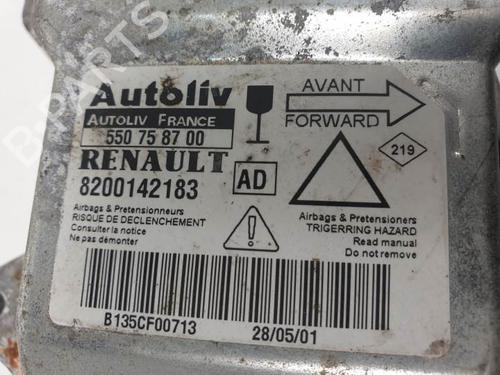 Autoliv
AUTOLIV FRANCE
550 75 87 00
RENAULT
8200142183
AD
AVANT
FORWARD
219
Airbags & Pretensionneurs
RISQUE DE DECLENCHEMENT
Consulter la notice
Ne pas démonter
Airbags & Pretensioners
TRIGERRING HAZARD
Read manual
Do not remove
B135CF00713
28/05/01